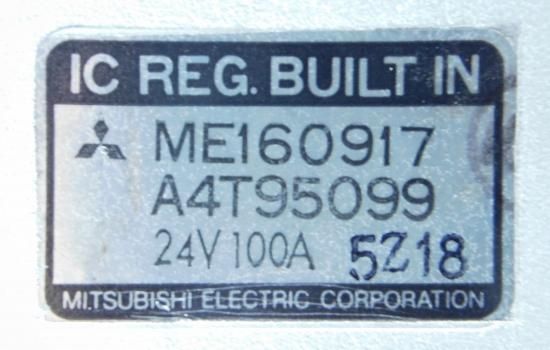 IC REG. BUILT IN
ME160917
A4T95099
24V 100A 5Z18
MITSUBISHI ELECTRIC CORPORATION